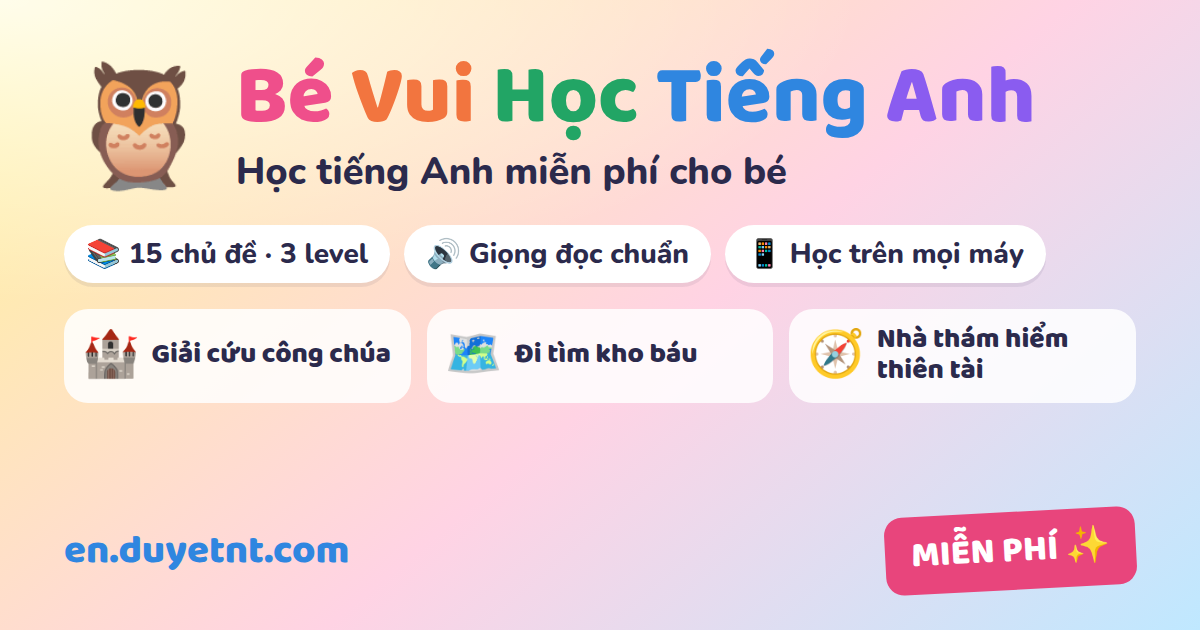 Bé Vui Học Tiếng Anh
Học tiếng Anh miễn phí cho bé
15 chủ đề · 3 level
Giọng đọc chuẩn
Học trên mọi máy
Giải cứu công chúa
Đi tìm kho báu
Nhà thám hiểm
thiên tài
en.duyetnt.com
MIỄN PHÍ